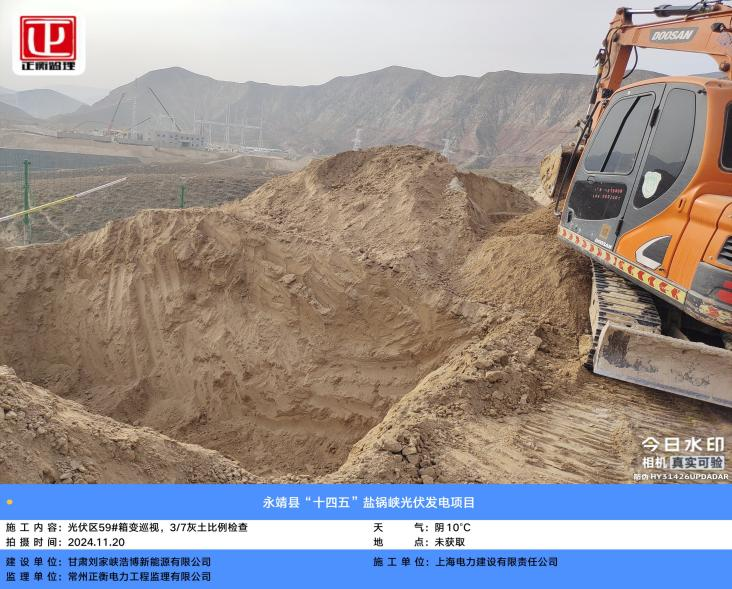 正衡监理
DOOSAN
DOOSAN
今日水印
相机 真实可验
防伪 HY31426UPDADAR
永靖县“十四五”盐锅峡光伏发电项目
施工内容：光伏区59#箱变巡视，3/7灰土比例检查
天气：阴10℃
拍摄时间：2024.11.20
地点：未获取
建设单位：甘肃刘家峡浩博新能源有限公司
施工单位：上海电力建设有限责任公司
监理单位：常州正衡电力工程监理有限公司